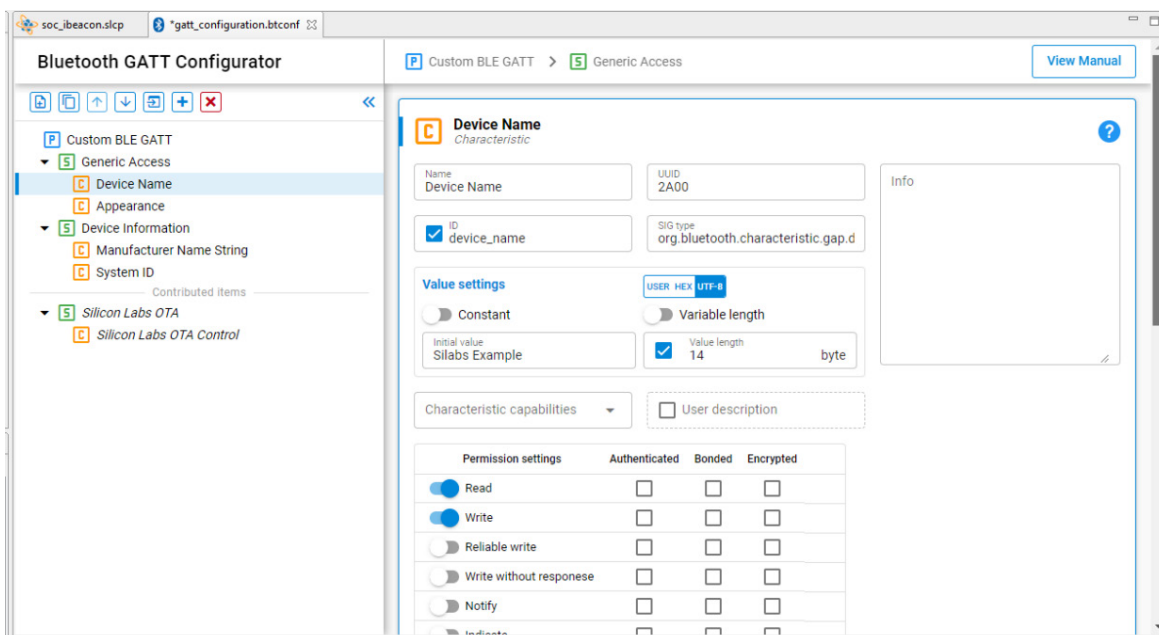 soc_ibeacon.slcp
*gatt_configuration.btconf
Bluetooth GATT Configurator
P Custom BLE GATT
S Generic Access
C Device Name
C Appearance
S Device Information
C Manufacturer Name String
C System ID
Contributed items
S Silicon Labs OTA
C Silicon Labs OTA Control
P Custom BLE GATT > S Generic Access
View Manual
C Device Name
Characteristic
?
Name
Device Name
UUID
2A00
Info
ID
device_name
SIG type
org.bluetooth.characteristic.gap.d
Value settings
USER HEX UTF-8
Constant
Variable length
Initial value
Silabs Example
Value length
14 byte
Characteristic capabilities
User description
Permission settings Authenticated Bonded Encrypted
Read
Write
Reliable write
Write without responese
Notify
Indicate